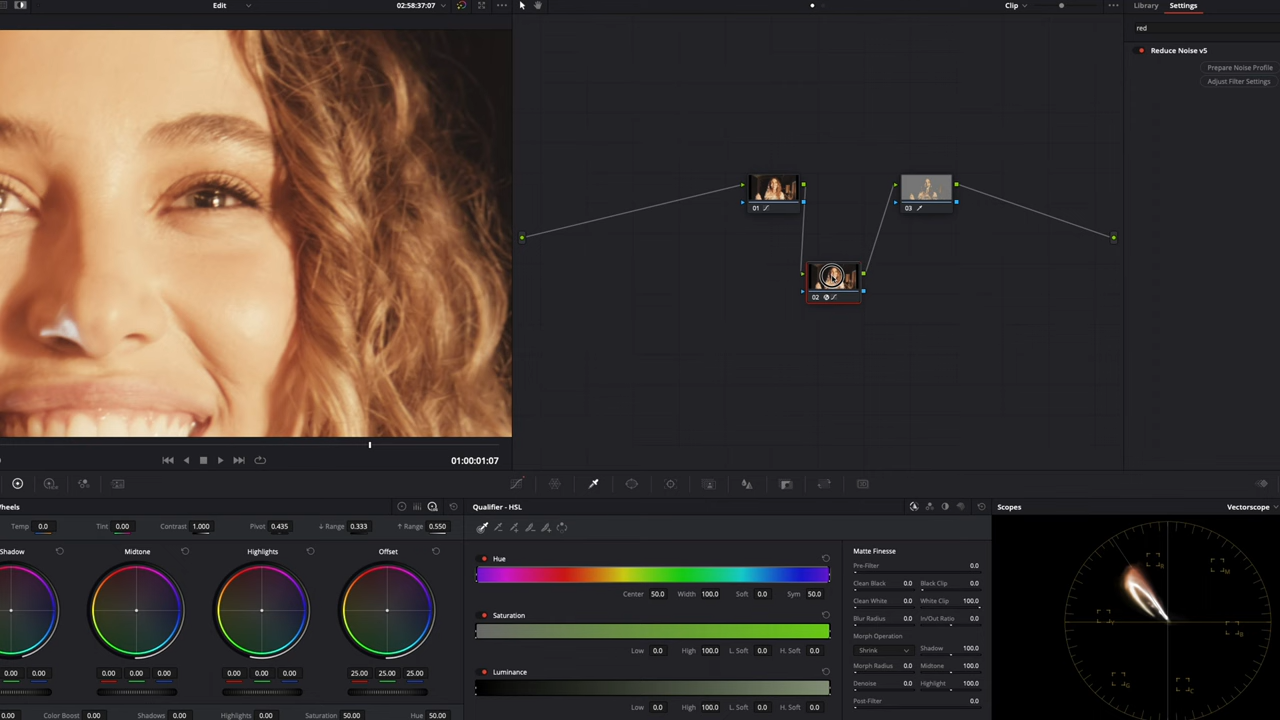 Edit 02:58:37:07 Clip Library Settings
red
Reduce Noise v5
Prepare Noise Profile
Adjust Filter Settings
01 03
02
01:00:01:07
Wheels Qualifier - HSL Scopes Vectorscope
Temp 0.0 Tint 0.00 Contrast 1.000 Pivot 0.435 ↓ Range 0.333 ↑ Range 0.550
Shadow Midtone Highlights Offset
Hue
Center 50.0 Width 100.0 Soft 0.0 Sym 50.0
Saturation
Low 0.0 High 100.0 L. Soft 0.0 H. Soft 0.0
Luminance
Low 0.0 High 100.0 L. Soft 0.0 H. Soft 0.0
Matte Finesse
Pre-Filter 0.0
Clean Black 0.0 Black Clip 0.0
Clean White 0.0 White Clip 100.0
Blur Radius 0.0 In/Out Ratio 0.0
Morph Operation
Shrink Shadow 100.0
Morph Radius 0.0 Midtone 100.0
Denoise 0.0 Highlight 100.0
Post-Filter 0.0
0.00 0.00 0.00 0.00 0.00 0.00 0.00 0.00 25.00 25.00 25.00
0.00 Color Boost 0.00 Shadows 0.00 Highlights 0.00 Saturation 50.00 Hue 50.00
R M B C G Y